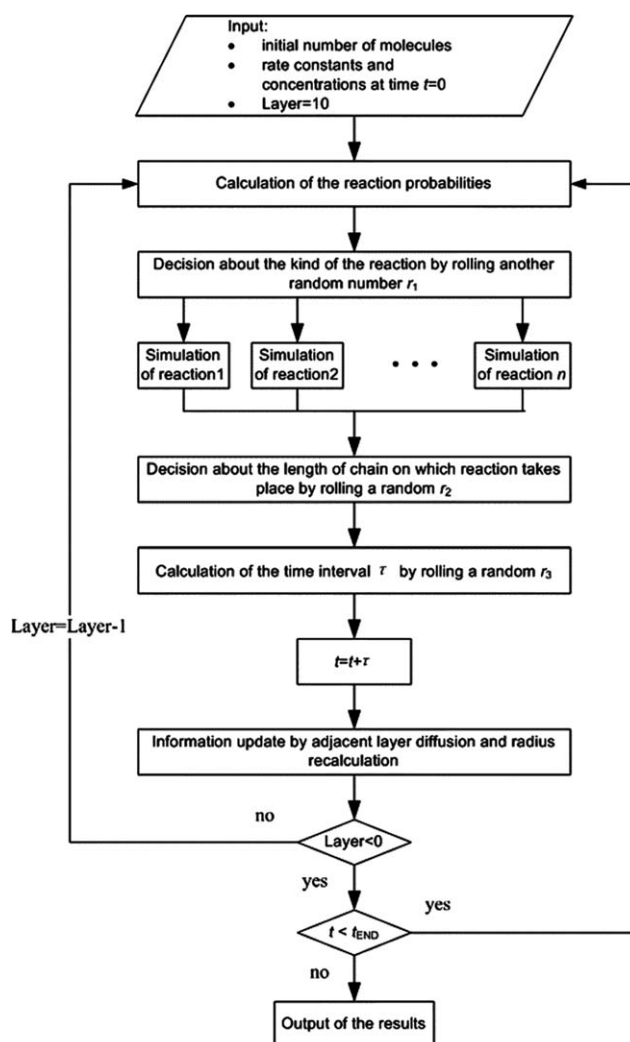 Input:
• initial number of molecules
• rate constants and
concentrations at time t=0
• Layer=10
Calculation of the reaction probabilities
Decision about the kind of the reaction by rolling another
random number r₁
Simulation
of reaction1
Simulation
of reaction2
• • •
Simulation
of reaction n
Decision about the length of chain on which reaction takes
place by rolling a random r₂
Calculation of the time interval τ by rolling a random r₃
Layer=Layer-1
t=t+τ
Information update by adjacent layer diffusion and radius
recalculation
no
Layer<0
yes
yes
t < tEND
no
Output of the results